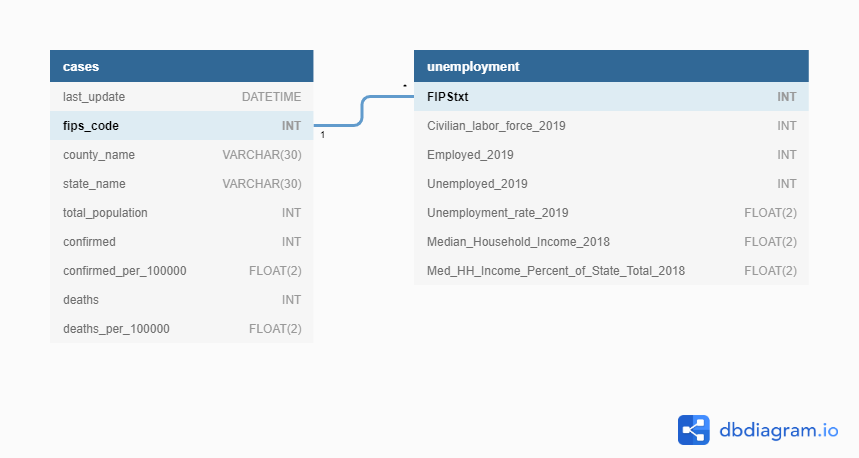 cases
last_update DATETIME
fips_code INT
county_name VARCHAR(30)
state_name VARCHAR(30)
total_population INT
confirmed INT
confirmed_per_100000 FLOAT(2)
deaths INT
deaths_per_100000 FLOAT(2)
1
*
unemployment
FIPStxt INT
Civilian_labor_force_2019 INT
Employed_2019 INT
Unemployed_2019 INT
Unemployment_rate_2019 FLOAT(2)
Median_Household_Income_2018 FLOAT(2)
Med_HH_Income_Percent_of_State_Total_2018 FLOAT(2)
dbdiagram.io